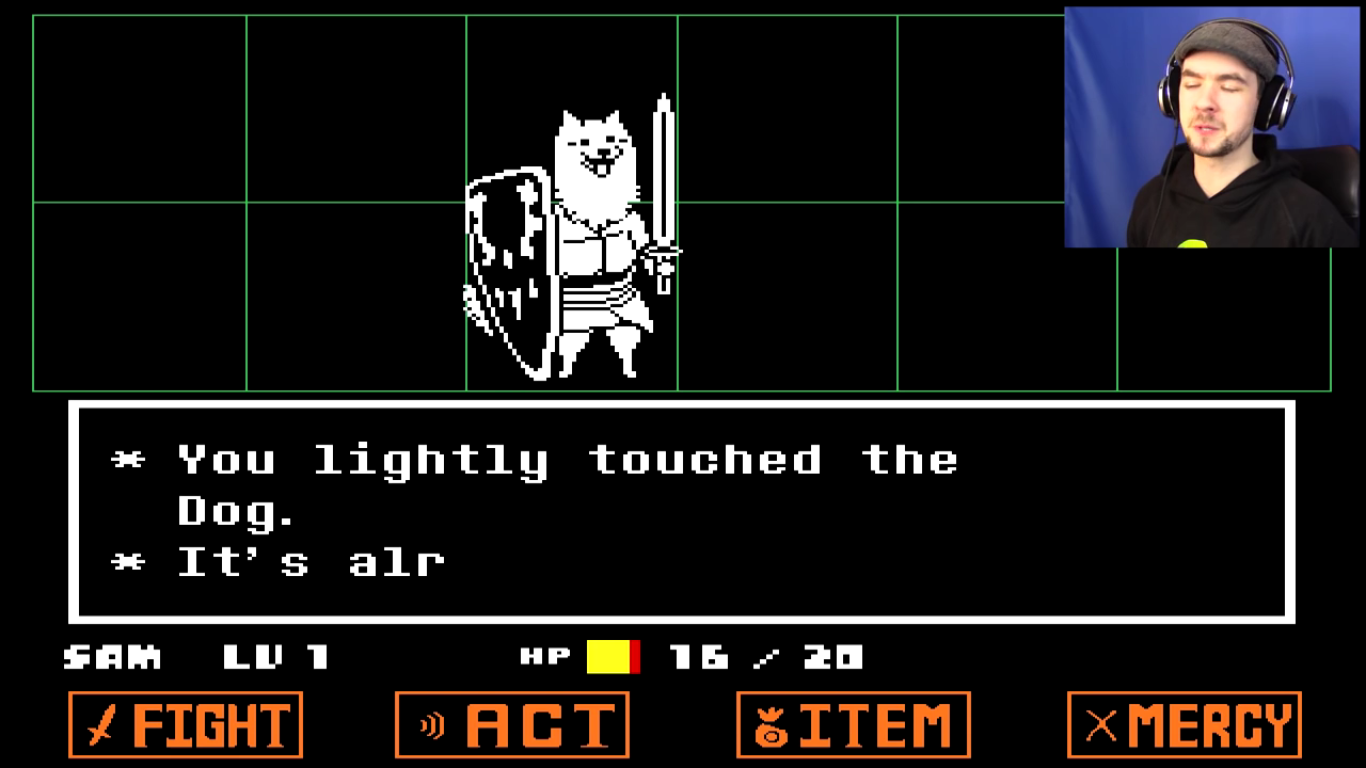 * You lightly touched the
Dog.
* It's alr
SAM LV 1 HP 16 / 20
FIGHT ACT ITEM MERCY